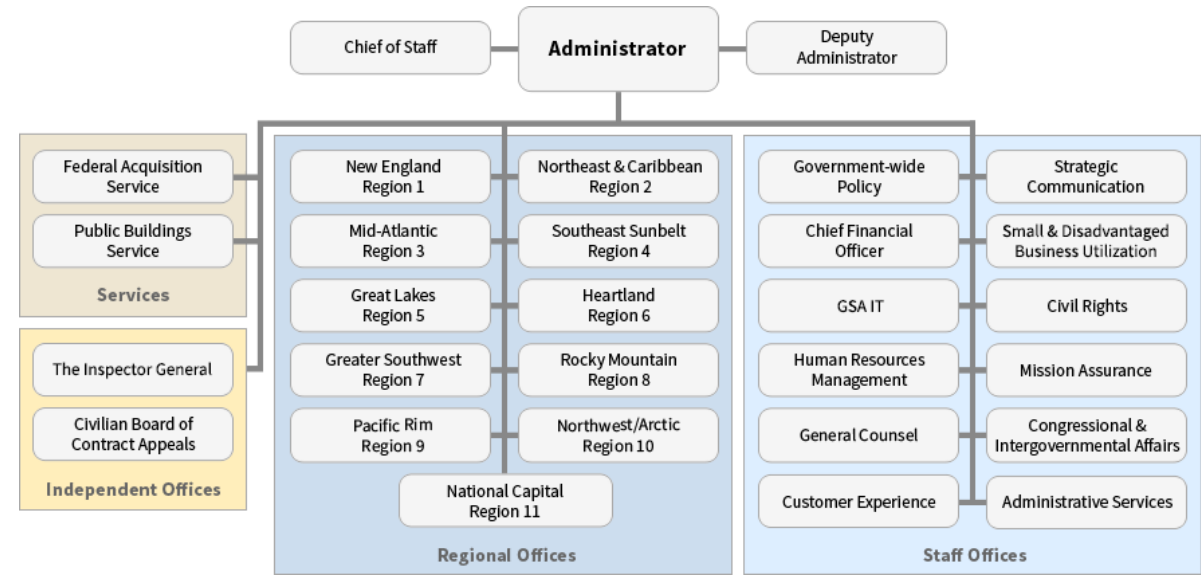 Chief of Staff
Administrator
Deputy
Administrator
Federal Acquisition
Service
Public Buildings
Service
Services
The Inspector General
Civilian Board of
Contract Appeals
Independent Offices
New England
Region 1
Northeast & Caribbean
Region 2
Mid-Atlantic
Region 3
Southeast Sunbelt
Region 4
Great Lakes
Region 5
Heartland
Region 6
Greater Southwest
Region 7
Rocky Mountain
Region 8
Pacific Rim
Region 9
Northwest/Arctic
Region 10
National Capital
Region 11
Regional Offices
Government-wide
Policy
Strategic
Communication
Chief Financial
Officer
Small & Disadvantaged
Business Utilization
GSA IT
Civil Rights
Human Resources
Management
Mission Assurance
General Counsel
Congressional &
Intergovernmental Affairs
Customer Experience
Administrative Services
Staff Offices